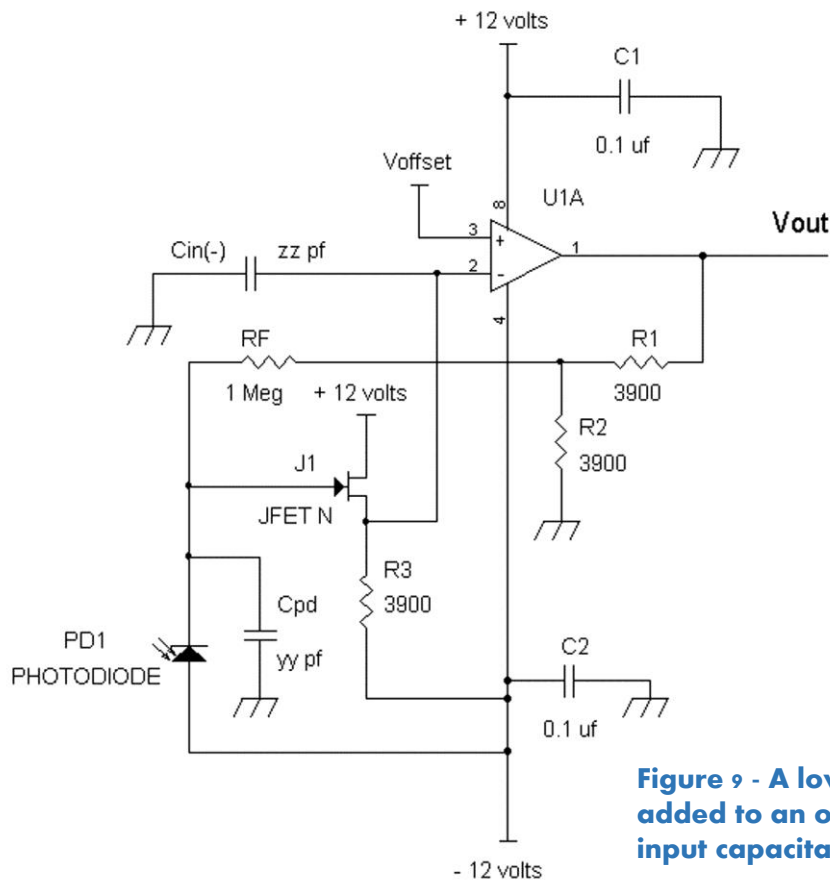 + 12 volts
C1
0.1 uf
Voffset
8
U1A
Vout
3
+
1
Cin(-)
zz pf
2
-
4
RF
R1
1 Meg
+ 12 volts
3900
R2
3900
J1
JFET N
R3
3900
Cpd
yy pf
PD1
PHOTODIODE
C2
0.1 uf
Figure 9 - A lov
added to an o
input capacita
- 12 volts